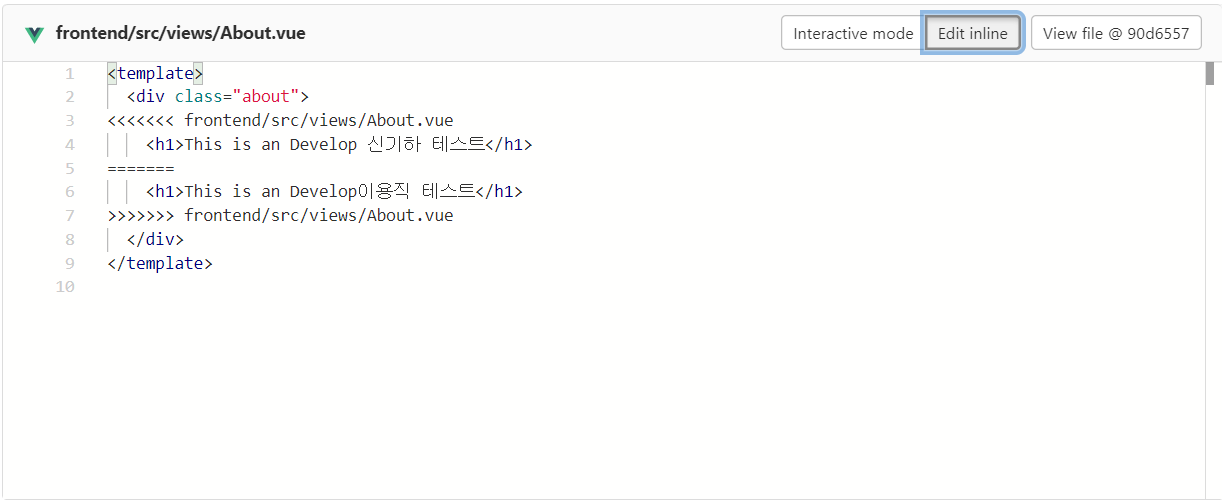 frontend/src/views/About.vue Interactive mode Edit inline View file @ 90d6557
1 <template>
2   <div class="about">
3 <<<<<<< frontend/src/views/About.vue
4     <h1>This is an Develop 신기하 테스트</h1>
5 =======
6     <h1>This is an Develop이용직 테스트</h1>
7 >>>>>>> frontend/src/views/About.vue
8   </div>
9 </template>
10